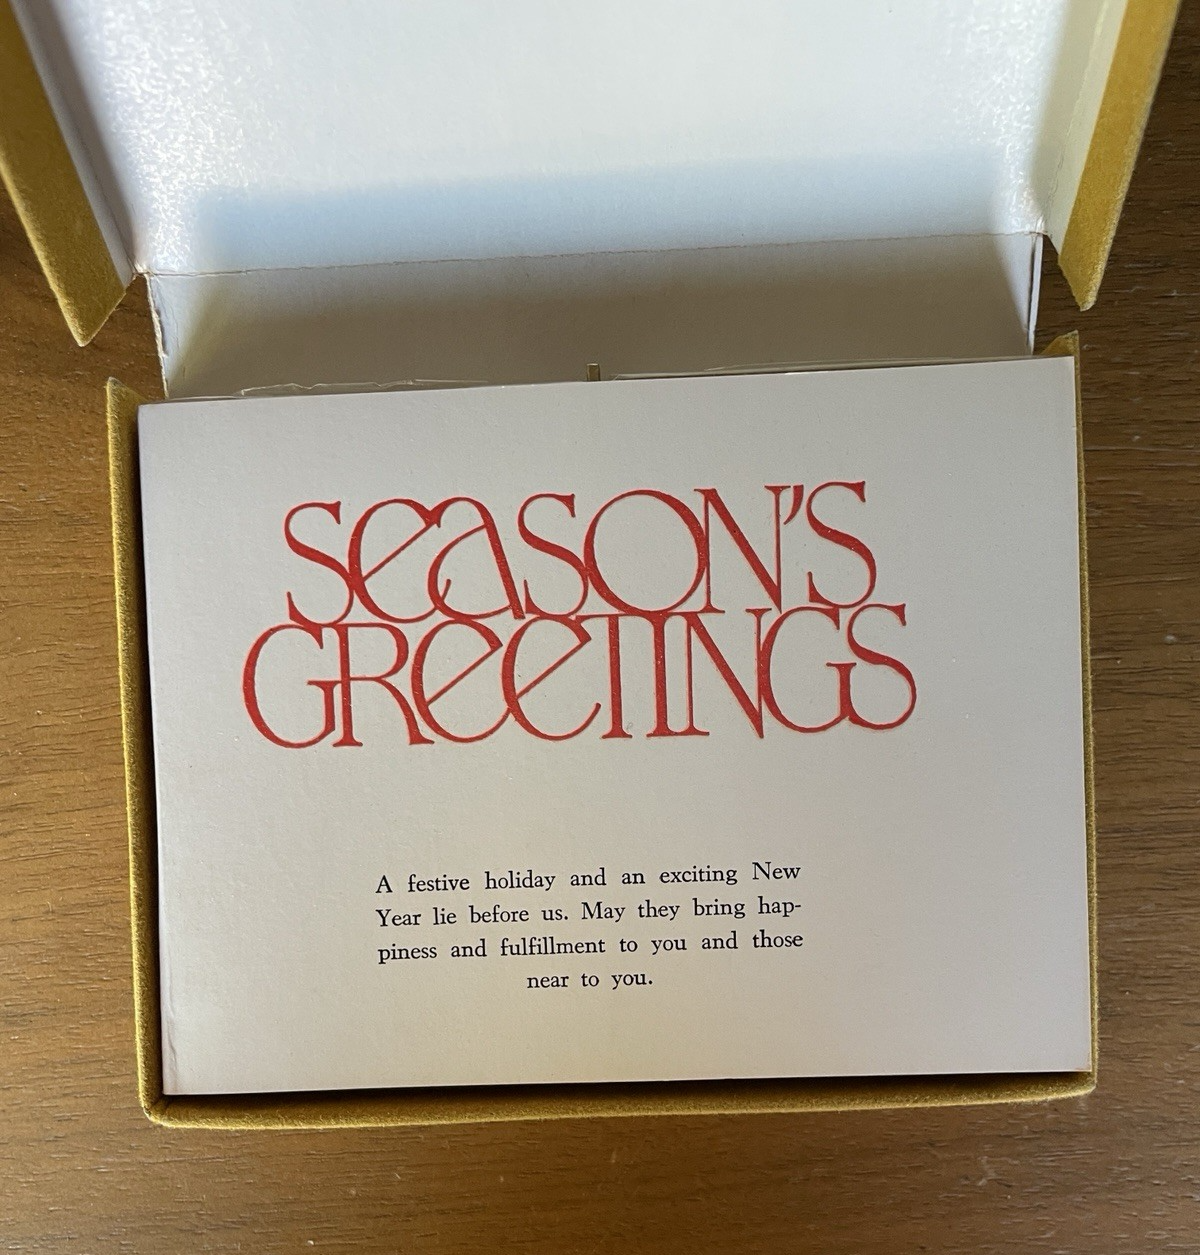 SeASON'S
GReeTINGS
A festive holiday and an exciting New
Year lie before us. May they bring hap-
piness and fulfillment to you and those
near to you.